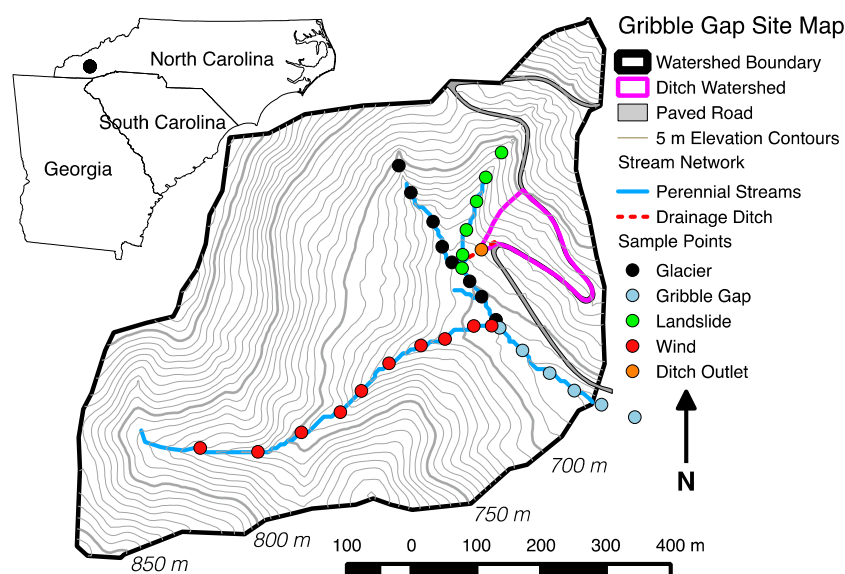 Gribble Gap Site Map
North Carolina
South Carolina
Georgia
Watershed Boundary
Ditch Watershed
Paved Road
5 m Elevation Contours
Stream Network
Perennial Streams
Drainage Ditch
Sample Points
Glacier
Gribble Gap
Landslide
Wind
Ditch Outlet
N
700 m
750 m
800 m
850 m
100 0 100 200 300 400 m